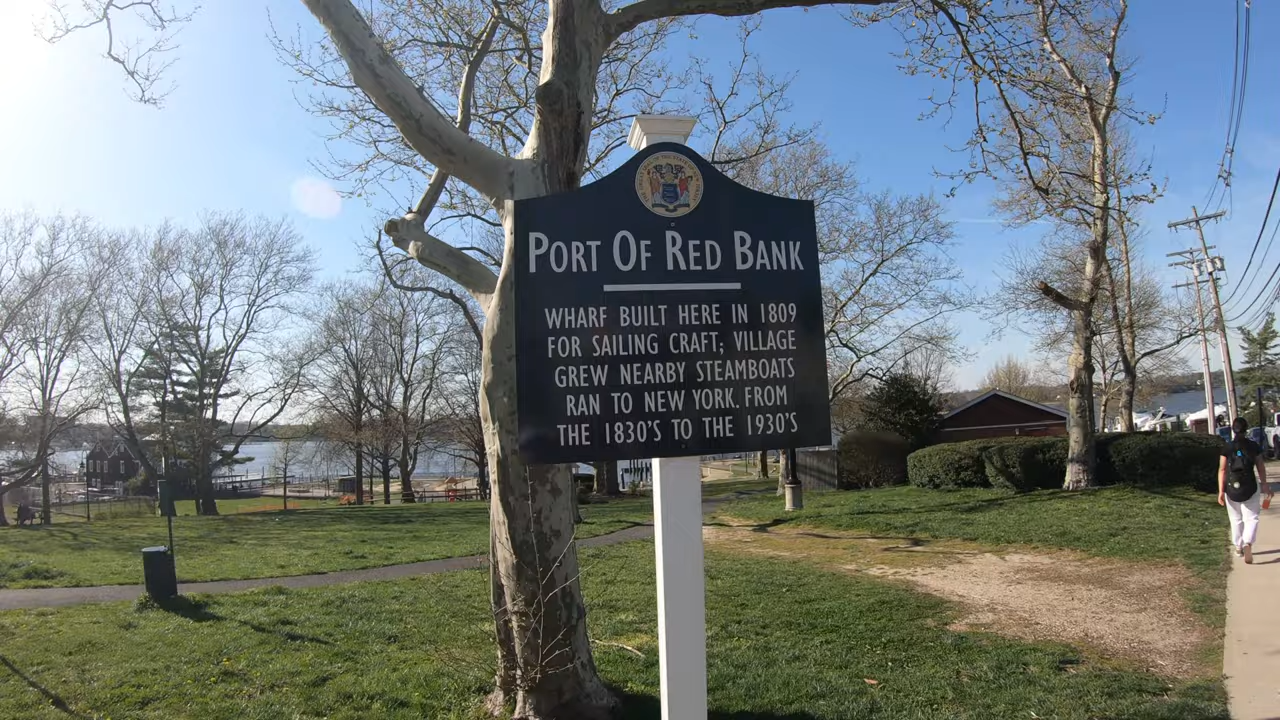 PORT OF RED BANK
WHARF BUILT HERE IN 1809
FOR SAILING CRAFT; VILLAGE
GREW NEARBY STEAMBOATS
RAN TO NEW YORK. FROM
THE 1830'S TO THE 1930'S